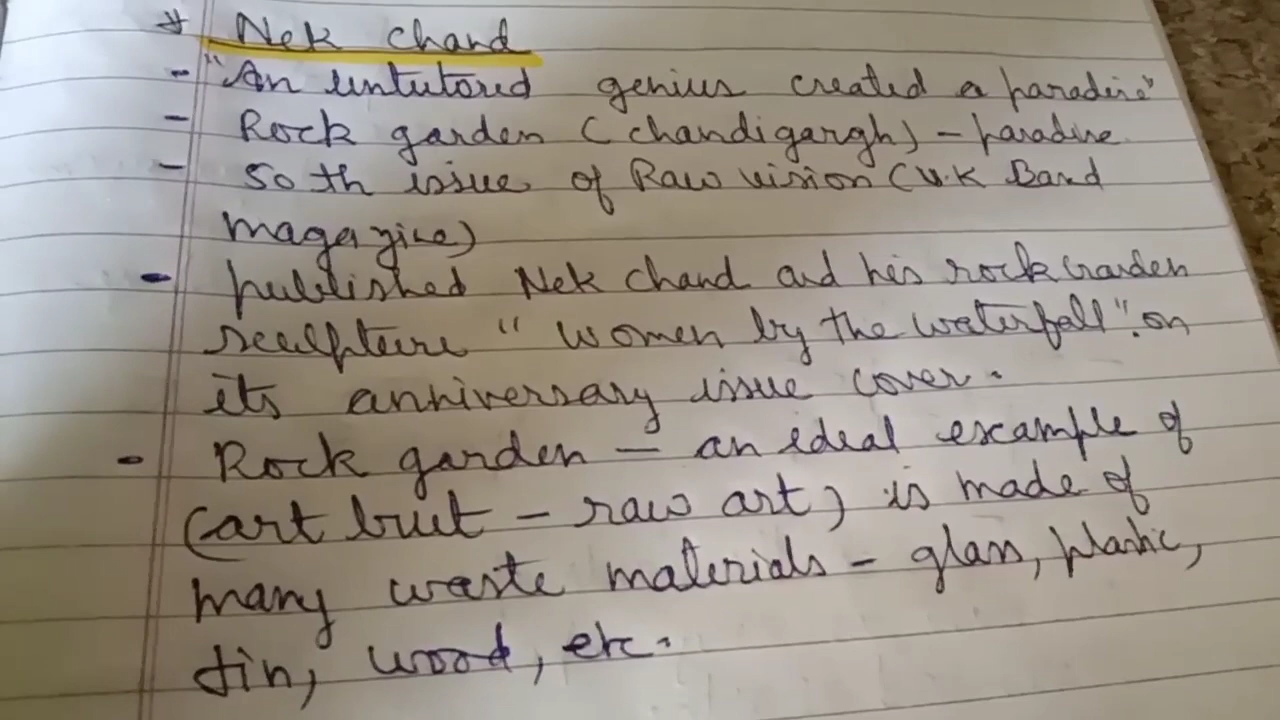 * Nek chand
- "An untutored genius created a paradise"
- Rock garden (chandigargh) - paradise
- 50th issue of Raw vision (U.K Band
magazine)
- published Nek chand and his rock Garden
sculpture "women by the waterfall". on
its anniversary issue cover.
- Rock garden - an ideal example of
(art brut - raw art) is made of
many waste materials - glass, plastic,
tin, wood, etc.